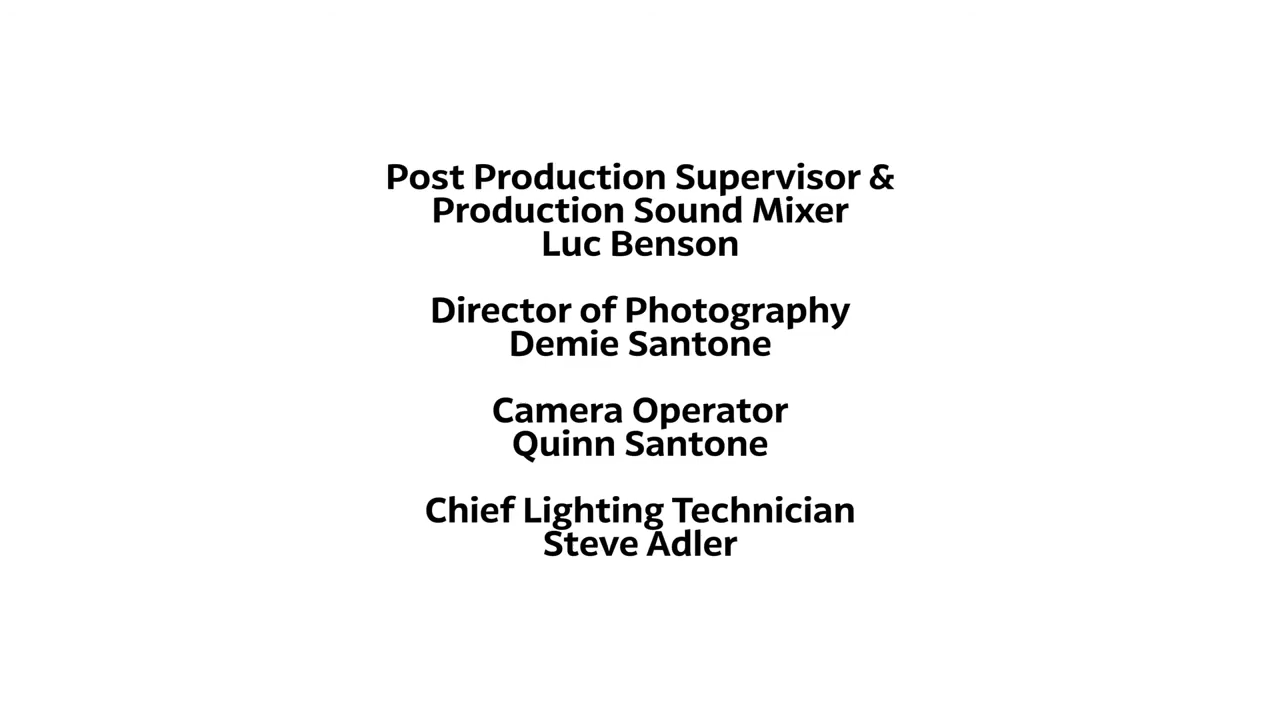 Post Production Supervisor &
Production Sound Mixer
Luc Benson
Director of Photography
Demie Santone
Camera Operator
Quinn Santone
Chief Lighting Technician
Steve Adler